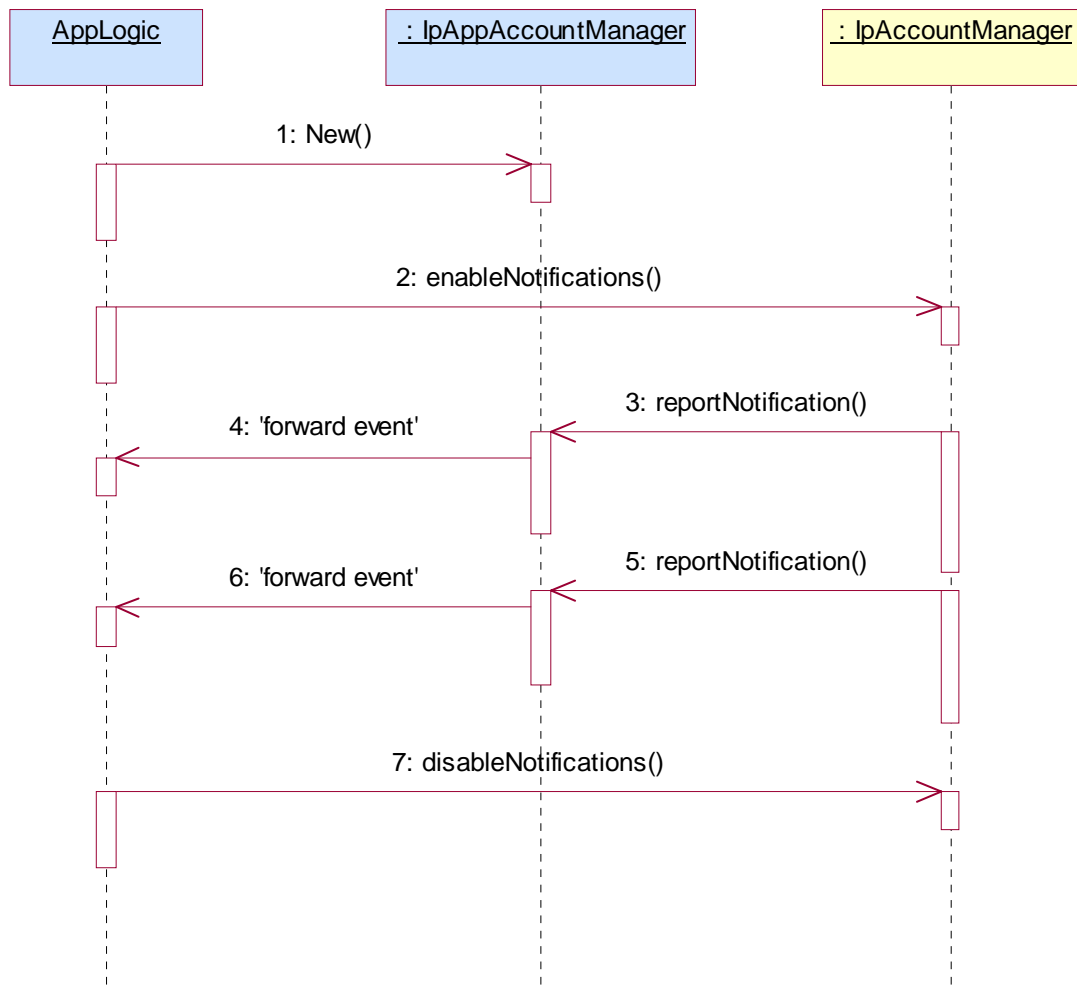 AppLogic
: IpAppAccountManager
: IpAccountManager
1: New()
2: enableNotifications()
3: reportNotification()
4: 'forward event'
5: reportNotification()
6: 'forward event'
7: disableNotifications()